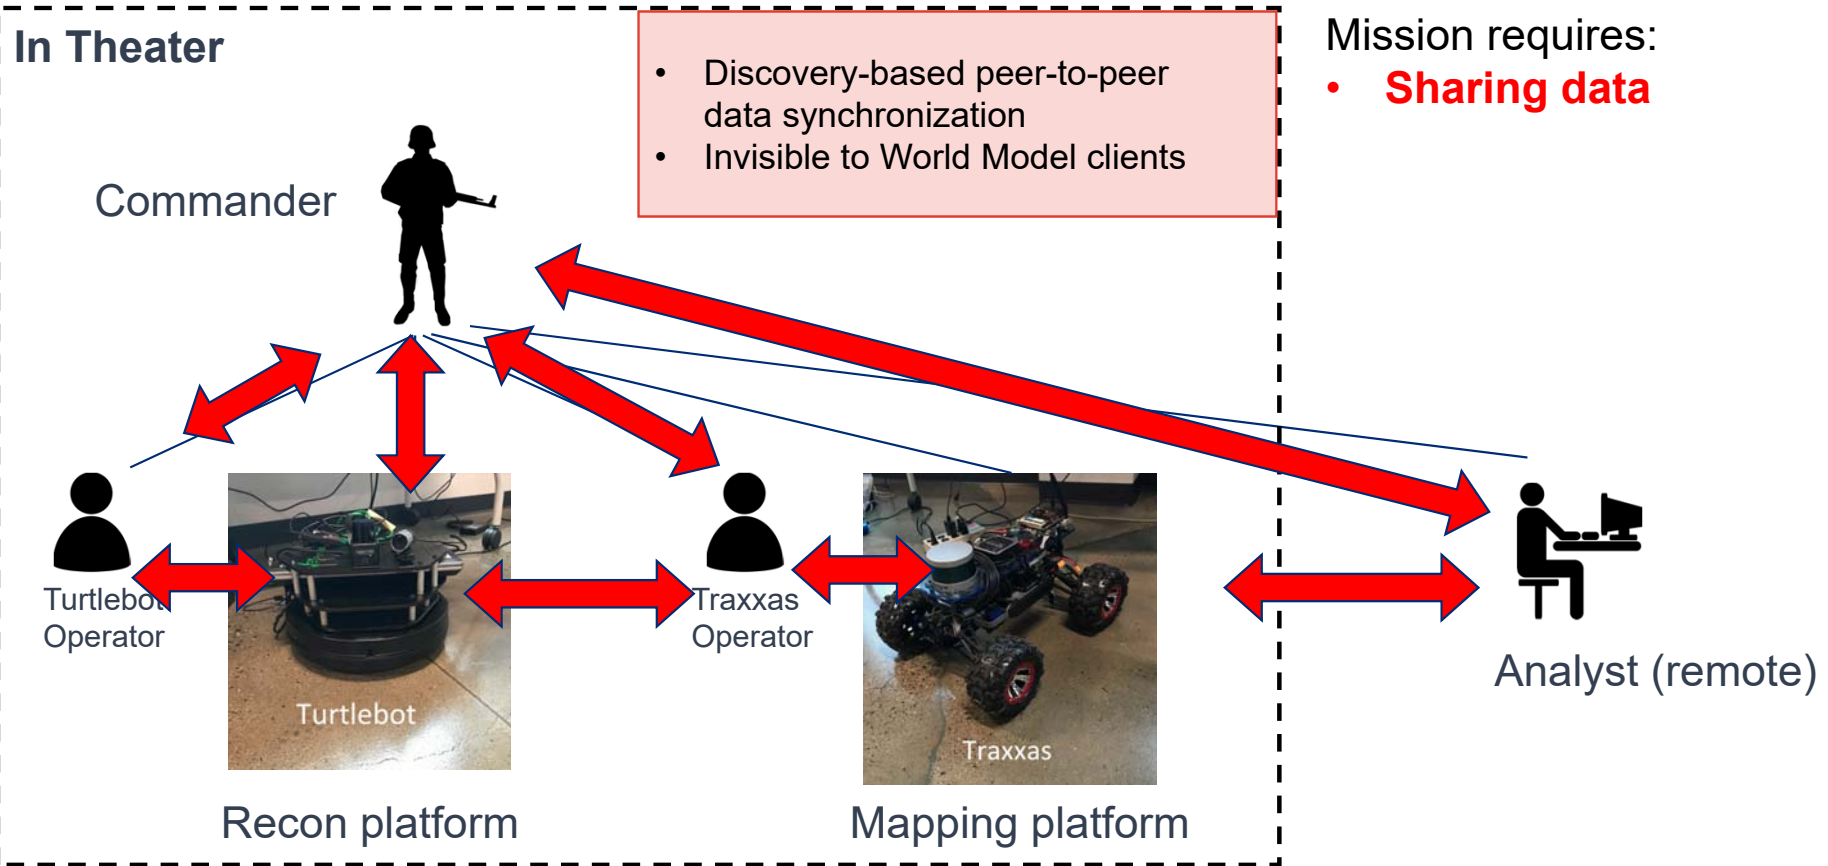 In Theater
• Discovery-based peer-to-peer
data synchronization
• Invisible to World Model clients
Mission requires:
• Sharing data
Commander
Turtlebot
Operator
Turtlebot
Traxxas
Operator
Traxxas
Analyst (remote)
Recon platform
Mapping platform